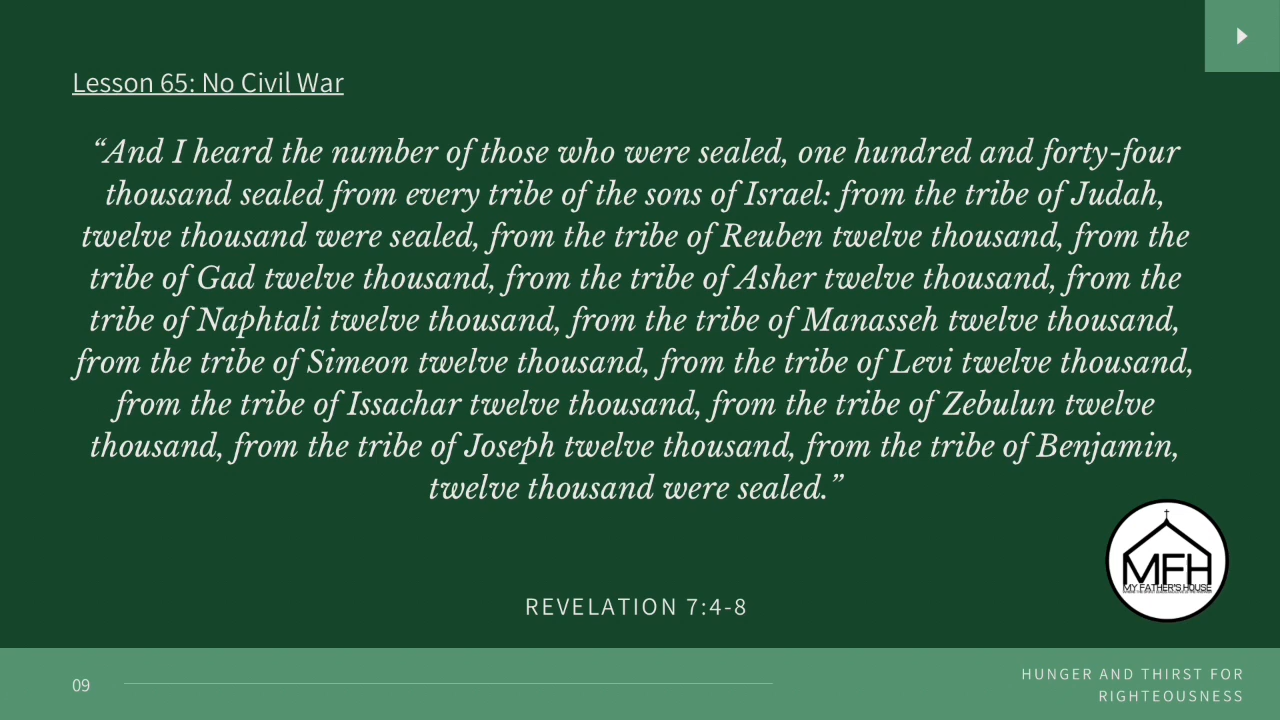 Lesson 65: No Civil War
“And I heard the number of those who were sealed, one hundred and forty-four
thousand sealed from every tribe of the sons of Israel: from the tribe of Judah,
twelve thousand were sealed, from the tribe of Reuben twelve thousand, from the
tribe of Gad twelve thousand, from the tribe of Asher twelve thousand, from the
tribe of Naphtali twelve thousand, from the tribe of Manasseh twelve thousand,
from the tribe of Simeon twelve thousand, from the tribe of Levi twelve thousand,
from the tribe of Issachar twelve thousand, from the tribe of Zebulun twelve
thousand, from the tribe of Joseph twelve thousand, from the tribe of Benjamin,
twelve thousand were sealed.”
MFH
MY FATHER'S HOUSE
REVELATION 7:4-8
09
HUNGER AND THIRST FOR
RIGHTEOUSNESS